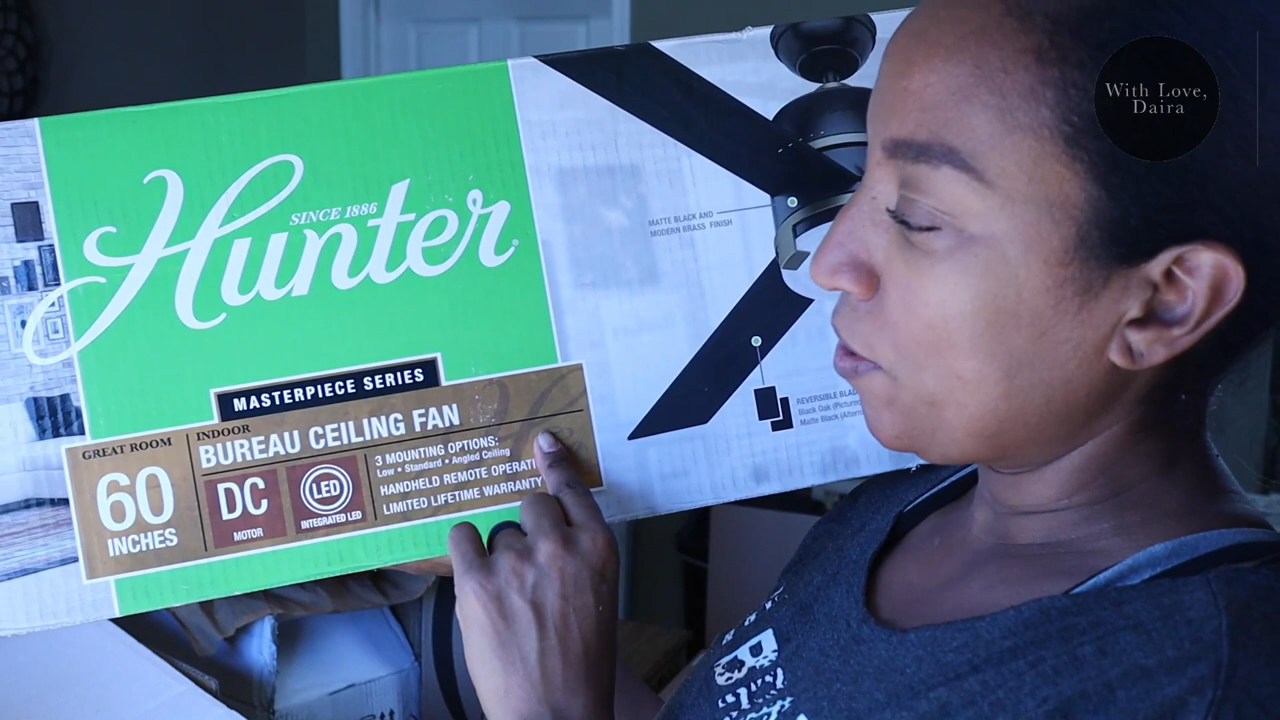 With Love,
Daira
Hunter
SINCE 1886
MATTE BLACK AND
MODERN BRASS FINISH
MASTERPIECE SERIES
GREAT ROOM
60
INCHES
INDOOR
BUREAU CEILING FAN
DC
MOTOR
LED
INTEGRATED LED
3 MOUNTING OPTIONS:
Low • Standard • Angled Ceiling
HANDHELD REMOTE OPERATI
LIMITED LIFETIME WARRANTY
REVERSIBLE BLA
Black Oak (Picture
Matte Black (Altern